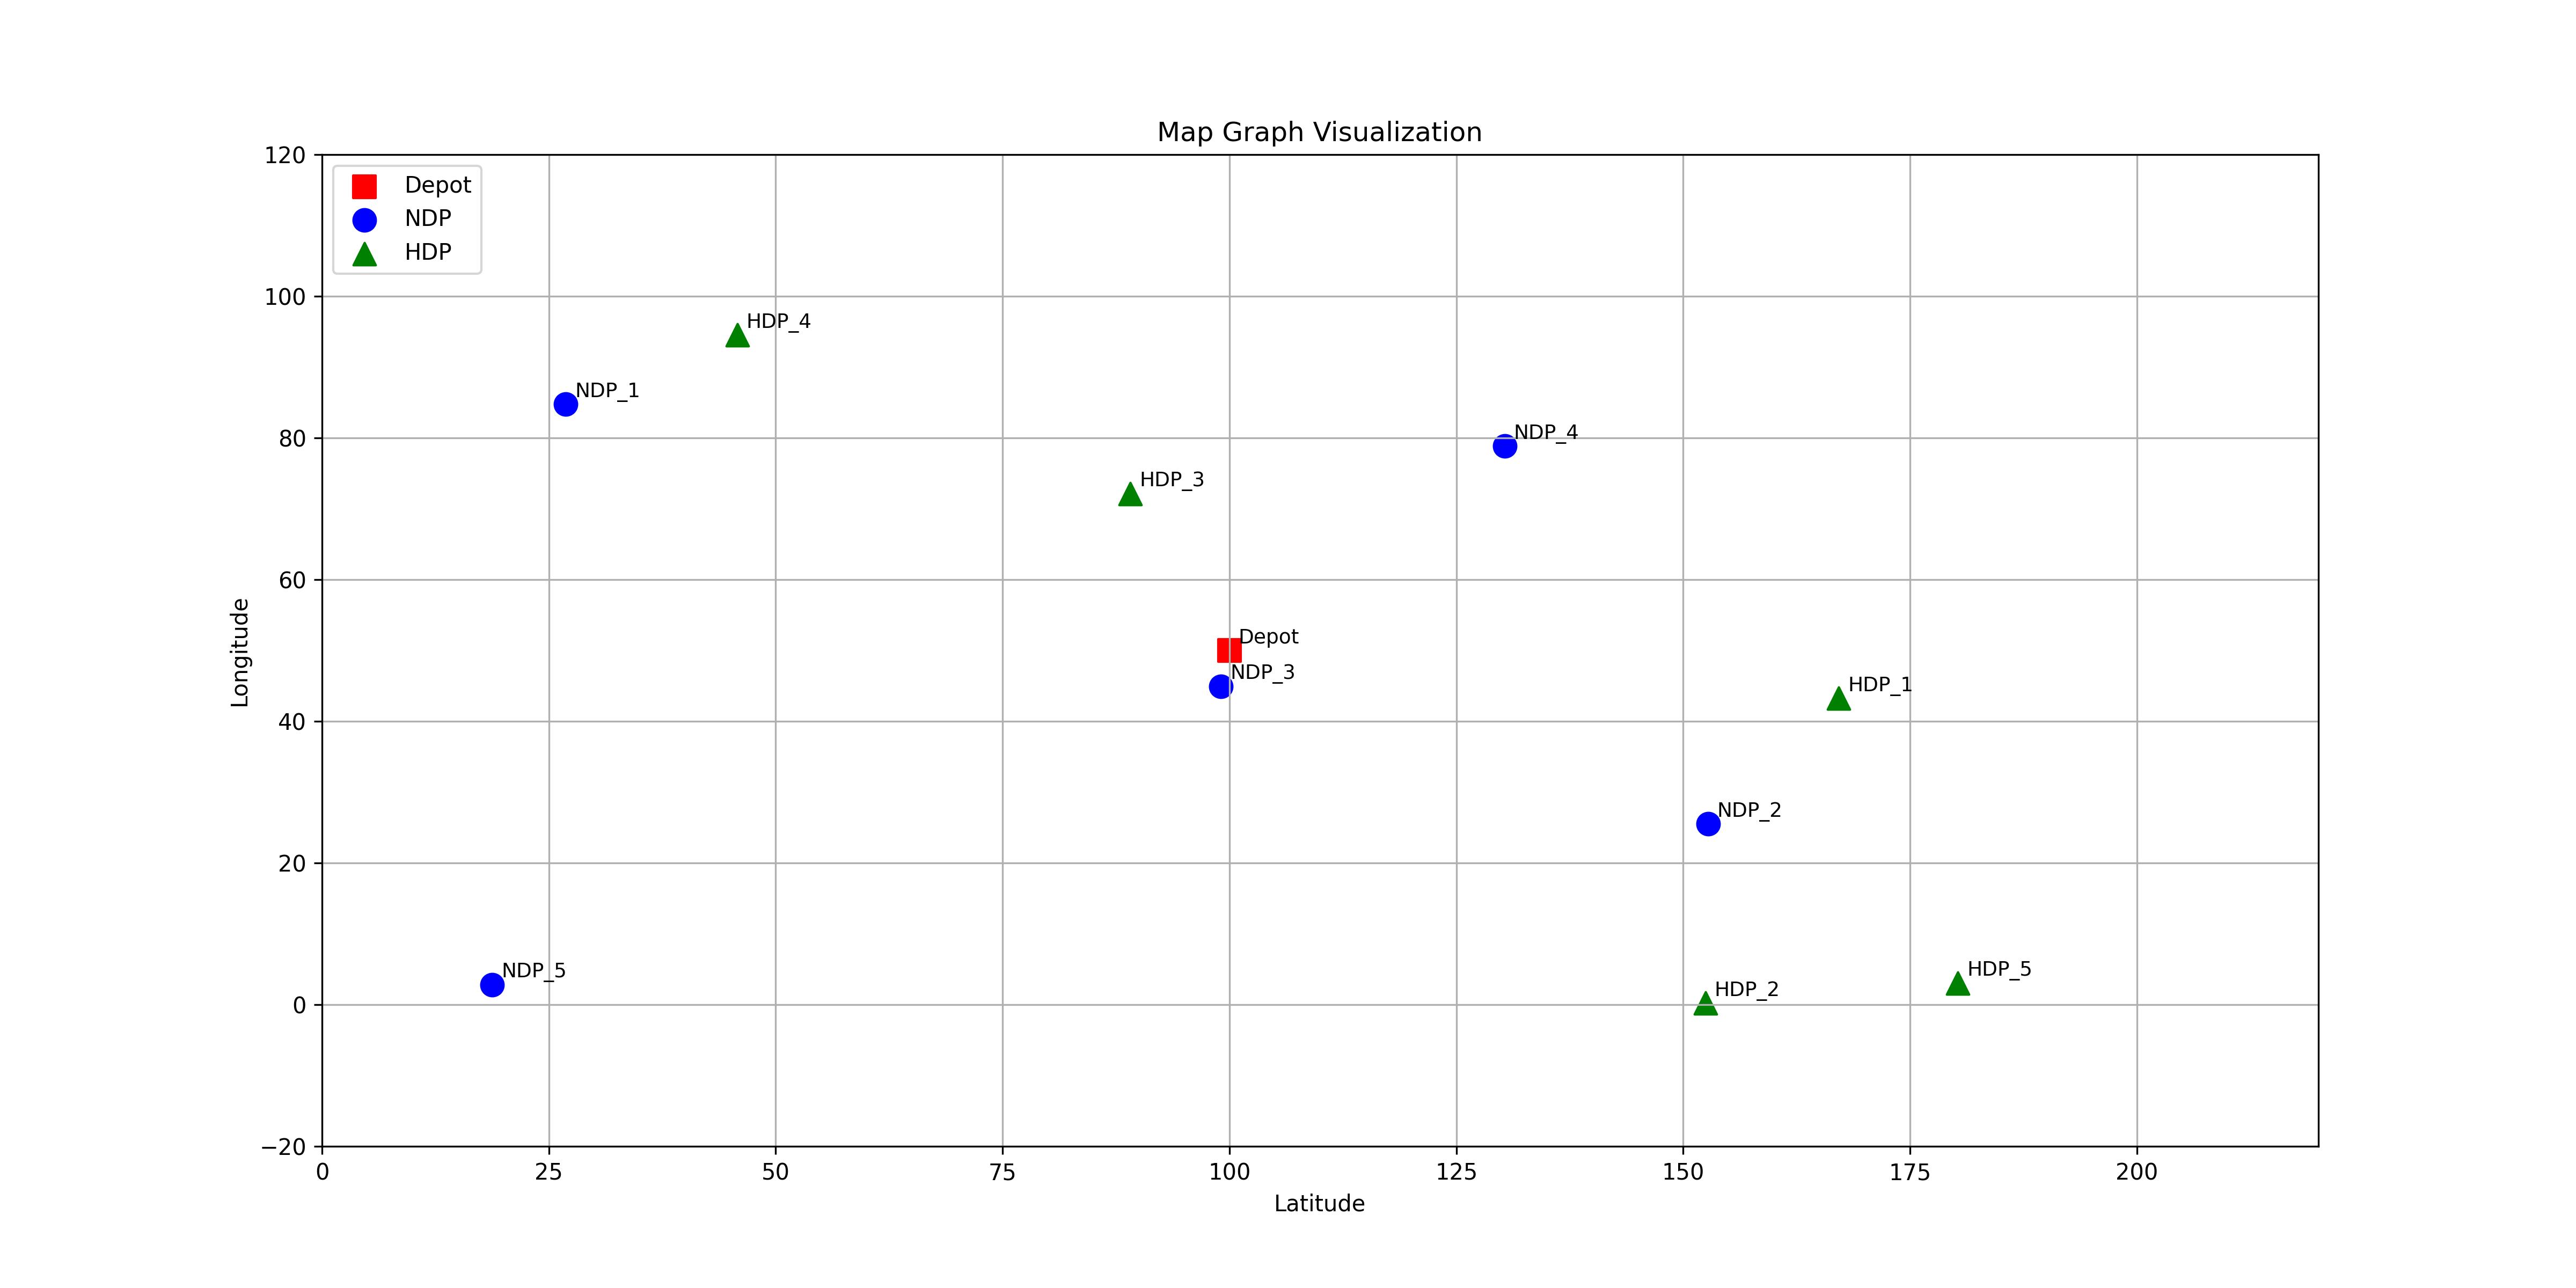 Map Graph Visualization
120
100
80
60
40
20
0
−20
Longitude
Depot
NDP
HDP
HDP_4
NDP_1
NDP_4
HDP_3
Depot
NDP_3
HDP_1
NDP_2
NDP_5
HDP_5
HDP_2
0 25 50 75 100 125 150 175 200
Latitude